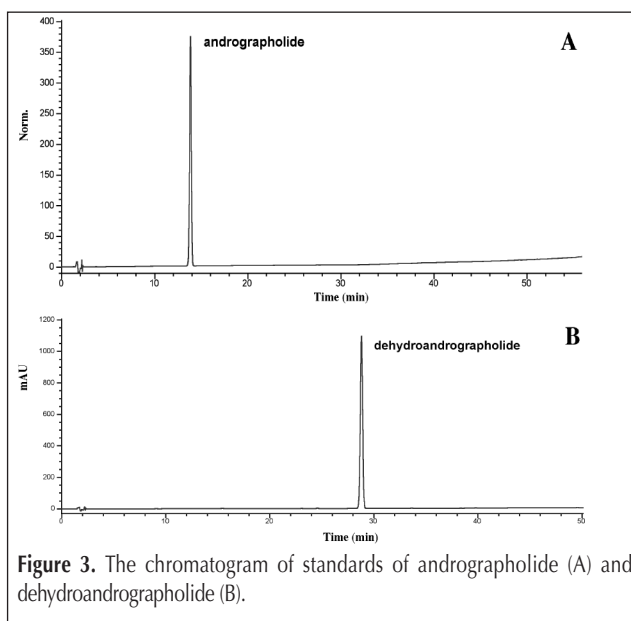 Norm.
400
350
300
250
200
150
100
50
0
andrographolide
A
0 10 20 30 40 50
Time (min)
mAU
1200
1000
800
600
400
200
0
dehydroandrographolide
B
0 10 20 30 40 50
Time (min)
Figure 3. The chromatogram of standards of andrographolide (A) and
dehydroandrographolide (B).